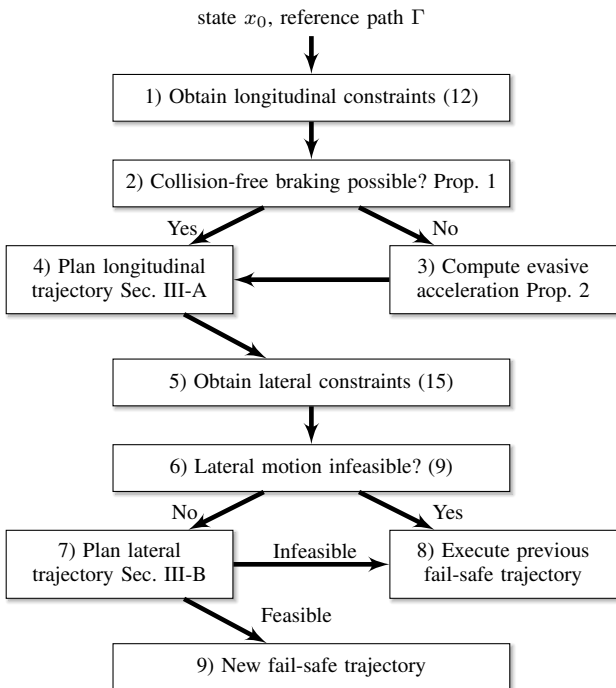 state x₀, reference path Γ
1) Obtain longitudinal constraints (12)
2) Collision-free braking possible? Prop. 1
Yes
No
4) Plan longitudinal
trajectory Sec. III-A
3) Compute evasive
acceleration Prop. 2
5) Obtain lateral constraints (15)
6) Lateral motion infeasible? (9)
No
Yes
7) Plan lateral
trajectory Sec. III-B
Infeasible
8) Execute previous
fail-safe trajectory
Feasible
9) New fail-safe trajectory